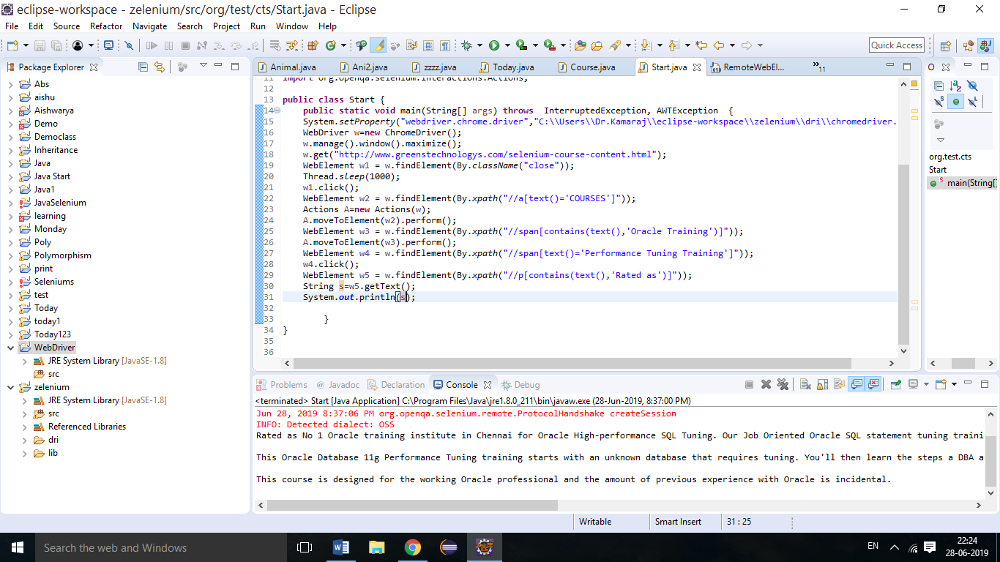 eclipse-workspace - zelenium/src/org/test/cts/Start.java - Eclipse
File Edit Source Refactor Navigate Search Project Run Window Help
Quick Access
Package Explorer
Abs
aishu
Aishwarya
Demo
Democlass
Inheritance
Java
Java Start
Java1
JavaSelenium
learning
Monday
Poly
Polymorphism
print
Seleniums
test
Today
today1
Today123
WebDriver
JRE System Library [JavaSE-1.8]
src
zelenium
JRE System Library [JavaSE-1.8]
src
Referenced Libraries
dri
lib
Animal.java Ani2.java zzzz.java Today.java Course.java Start.java RemoteWebEl... »11
11 import org.openqa.selenium.interactions.Actions;
12
13 public class Start {
14 public static void main(String[] args) throws InterruptedException, AWTException {
15 System.setProperty("webdriver.chrome.driver","C:\\Users\\Dr.Kamaraj\\eclipse-workspace\\zelenium\\dri\\chromedriver.
16 WebDriver w=new ChromeDriver();
17 w.manage().window().maximize();
18 w.get("http://www.greenstechnologys.com/selenium-course-content.html");
19 WebElement w1 = w.findElement(By.className("close"));
20 Thread.sleep(1000);
21 w1.click();
22 WebElement w2 = w.findElement(By.xpath("//a[text()='COURSES']"));
23 Actions A=new Actions(w);
24 A.moveToElement(w2).perform();
25 WebElement w3 = w.findElement(By.xpath("//span[contains(text(),'Oracle Training')]"));
26 A.moveToElement(w3).perform();
27 WebElement w4 = w.findElement(By.xpath("//span[text()='Performance Tuning Training']"));
28 w4.click();
29 WebElement w5 = w.findElement(By.xpath("//p[contains(text(),'Rated as')]"));
30 String s=w5.getText();
31 System.out.println(s);
32
33 }
34 }
35
36
O
org.test.cts
Start
main(String[]
Problems @ Javadoc Declaration Console Debug
<terminated> Start [Java Application] C:\Program Files\Java\jre1.8.0_211\bin\javaw.exe (28-Jun-2019, 8:37:00 PM)
Jun 28, 2019 8:37:06 PM org.openqa.selenium.remote.ProtocolHandshake createSession
INFO: Detected dialect: OSS
Rated as No 1 Oracle training institute in Chennai for Oracle High-performance SQL Tuning. Our Job Oriented Oracle SQL statement tuning traini
This Oracle Database 11g Performance Tuning training starts with an unknown database that requires tuning. You'll then learn the steps a DBA a
This course is designed for the working Oracle professional and the amount of previous experience with Oracle is incidental.
Writable Smart Insert 31 : 25
Search the web and Windows
EN
22:24
28-06-2019